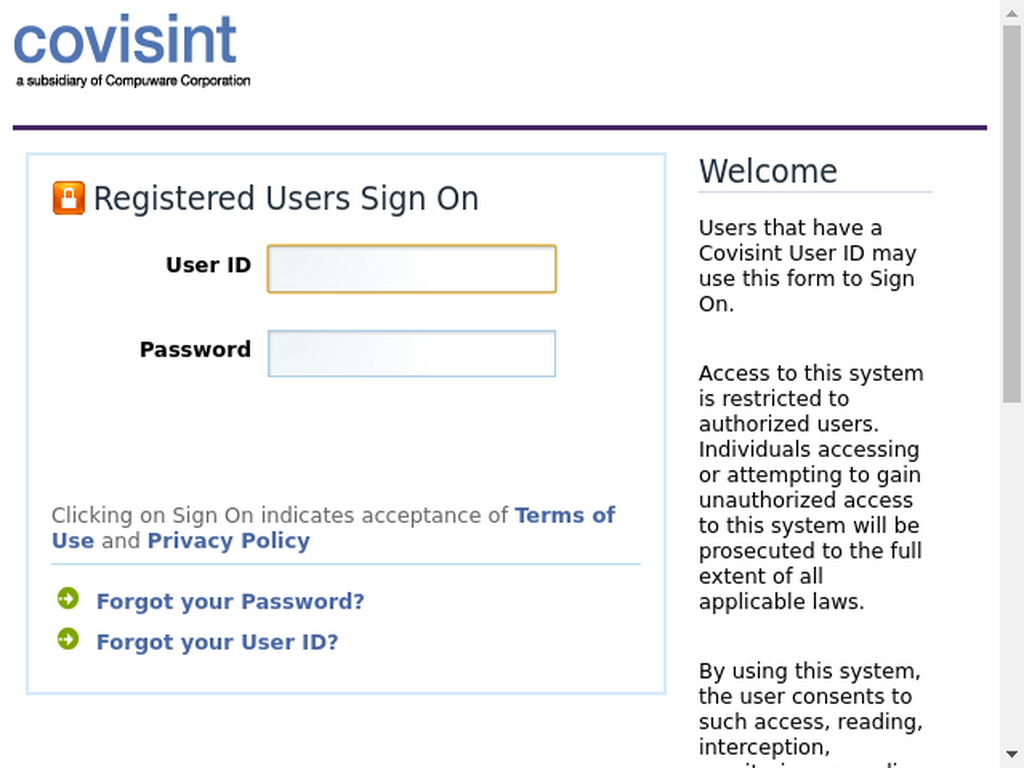 covisint
a subsidiary of Compuware Corporation
Registered Users Sign On
User ID
Password
Clicking on Sign On indicates acceptance of Terms of
Use and Privacy Policy
Forgot your Password?
Forgot your User ID?
Welcome
Users that have a
Covisint User ID may
use this form to Sign
On.
Access to this system
is restricted to
authorized users.
Individuals accessing
or attempting to gain
unauthorized access
to this system will be
prosecuted to the full
extent of all
applicable laws.
By using this system,
the user consents to
such access, reading,
interception,